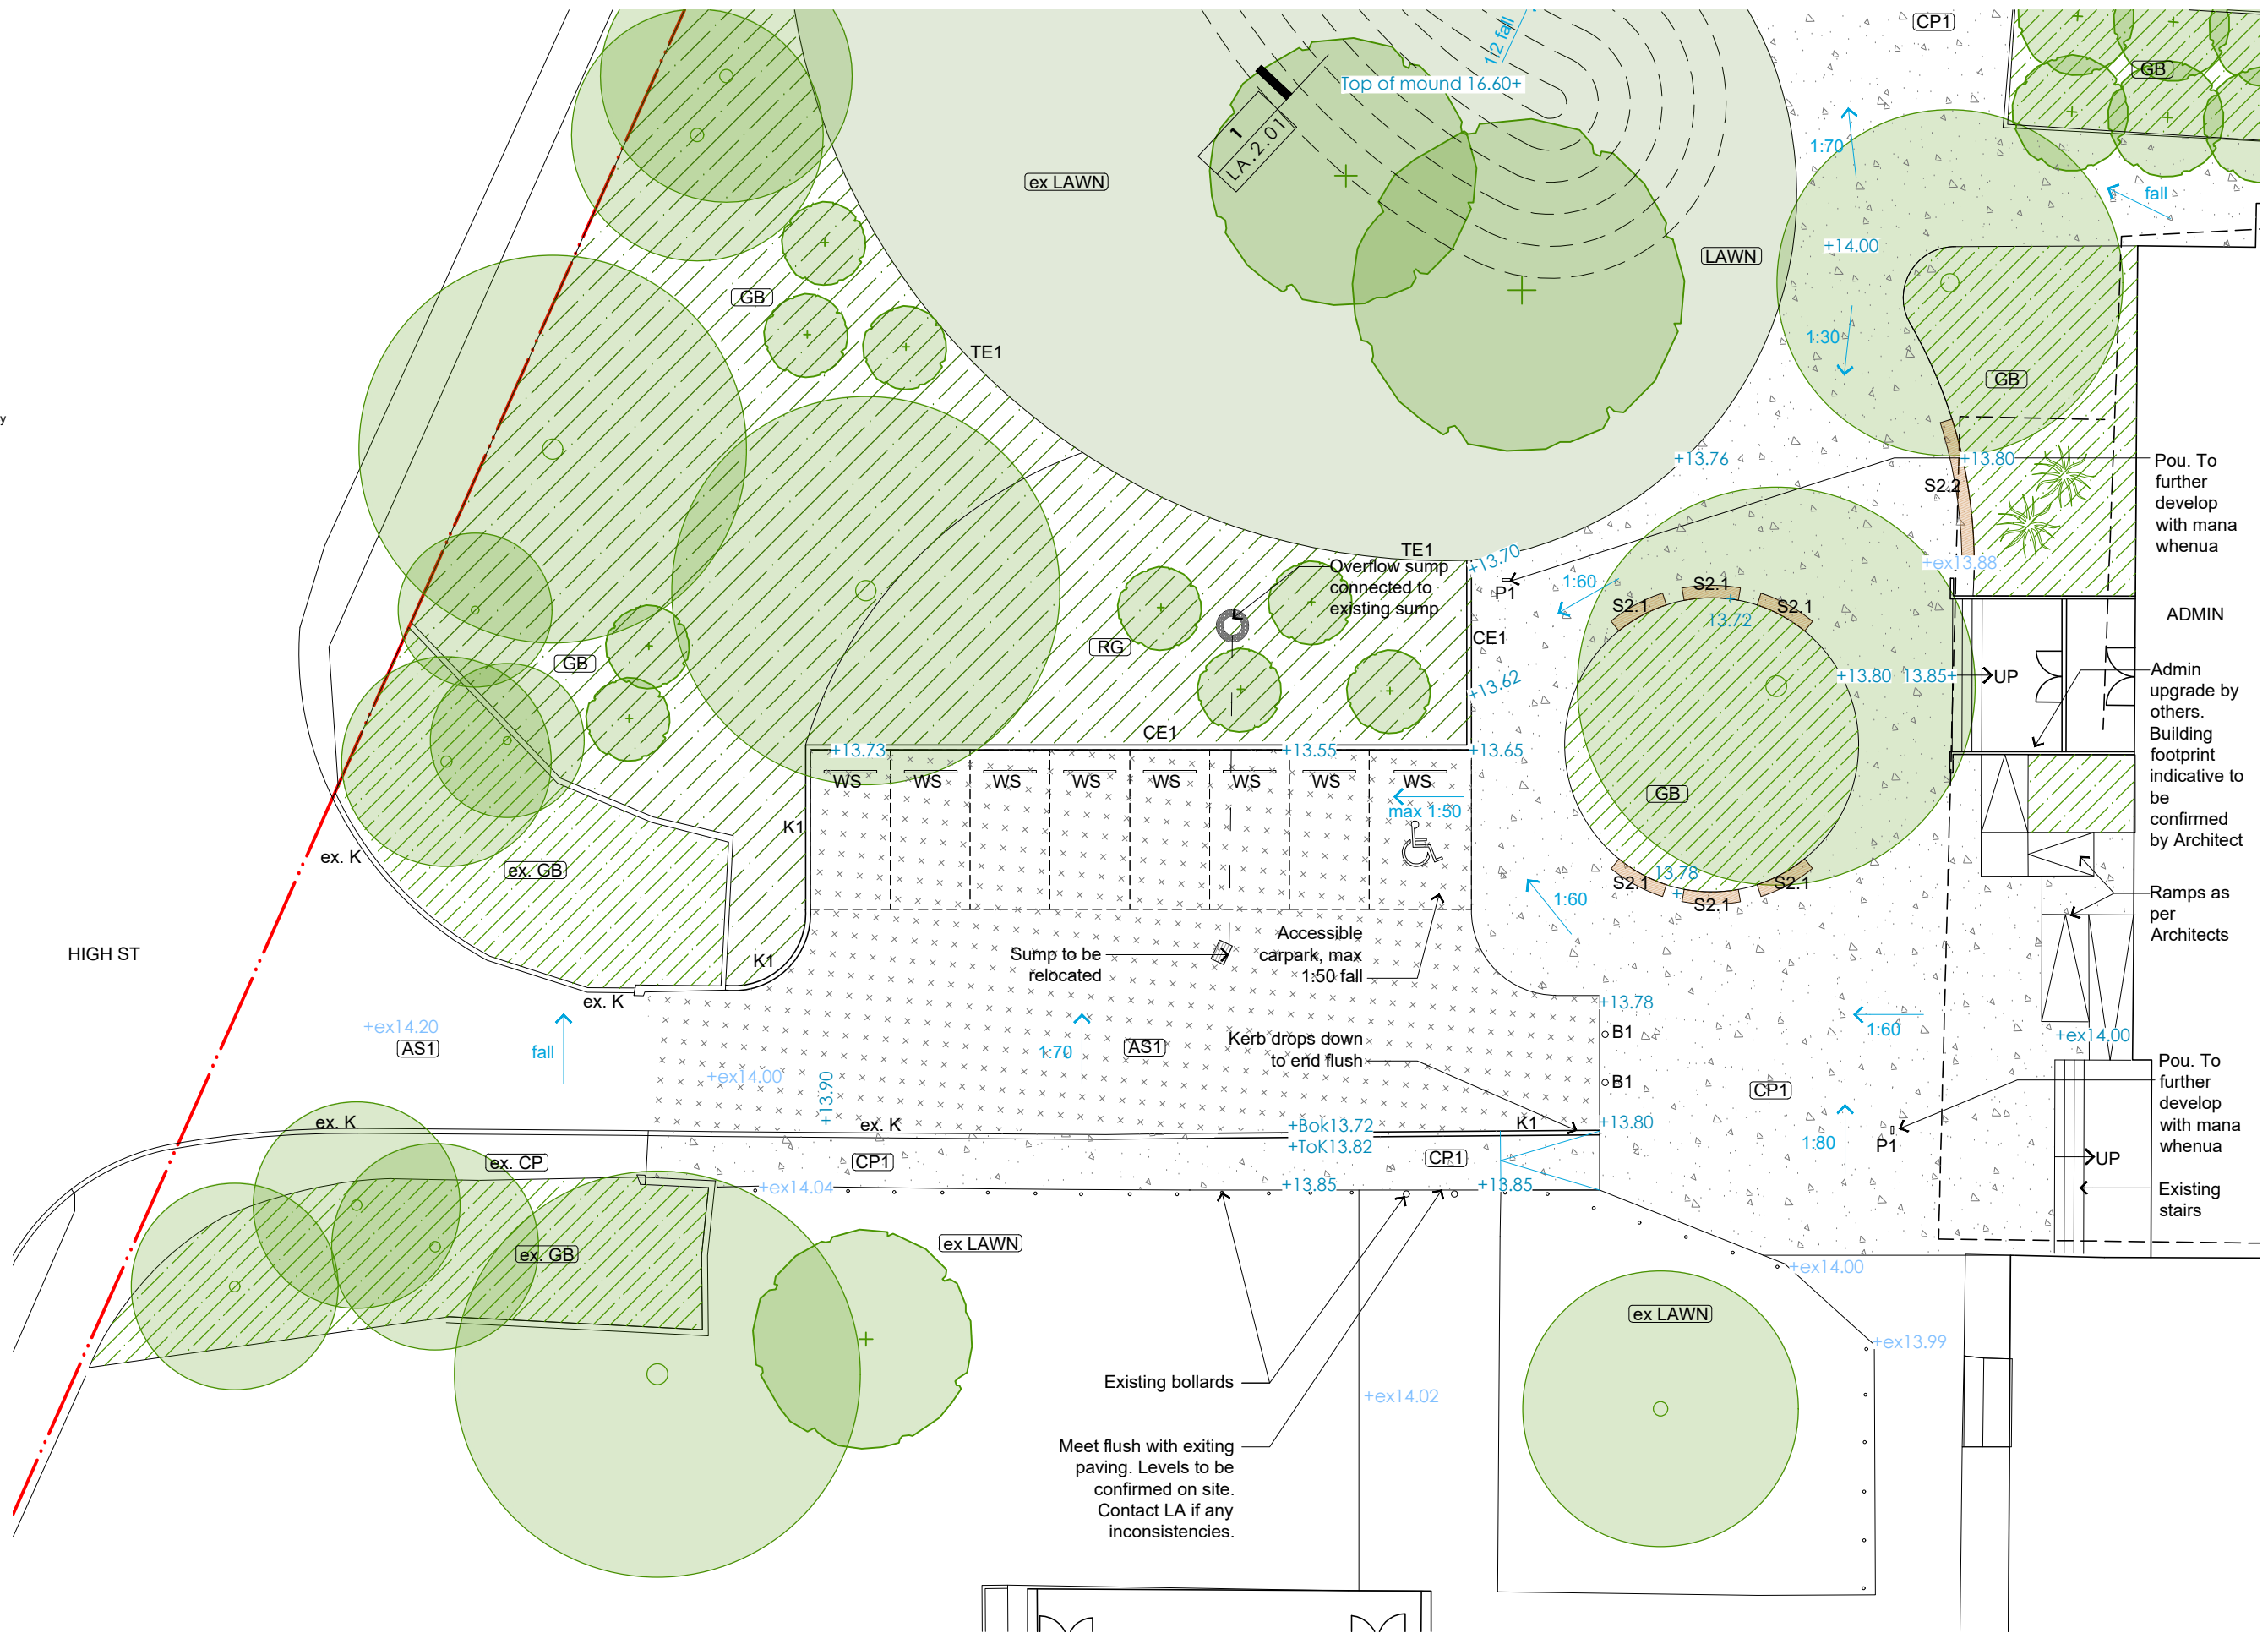 CP1
GB
1:2 fall
Top of mound 16.60+
1
LA.2.01
ex LAWN
1:70
fall
+14.00
LAWN
GB
1:30
TE1
GB
y
+13.76
+13.80
S2.2
Pou. To
further
develop
with mana
whenua
TE1
+13.70
Overflow sump
connected to
existing sump
+ex13.88
1:60
P1
S2.1
S2.1
S2.1
13.72
ADMIN
CE1
RG
GB
+13.62
+13.80
13.85+
UP
Admin
upgrade by
others.
Building
footprint
indicative to
be
confirmed
by Architect
CE1
+13.73
+13.55
+13.65
WS
WS
WS
WS
WS
WS
WS
WS
max 1:50
GB
K1
ex. K
ex. GB
13.78
S2.1
S2.1
S2.1
1:60
Ramps as
per
Architects
HIGH ST
K1
Sump to be
relocated
Accessible
carpark, max
1:50 fall
ex. K
+13.78
+ex14.20
AS1
fall
1:70
AS1
Kerb drops down
to end flush
B1
1:60
+ex14.00
+ex14.00
+13.90
B1
CP1
Pou. To
further
develop
with mana
whenua
ex. K
ex. K
+Bok13.72
+ToK13.82
K1
+13.80
1:80
P1
UP
ex. CP
CP1
CP1
+ex14.04
+13.85
+13.85
Existing
stairs
ex. GB
ex LAWN
+ex14.00
ex LAWN
+ex13.99
Existing bollards
+ex14.02
Meet flush with exiting
paving. Levels to be
confirmed on site.
Contact LA if any
inconsistencies.